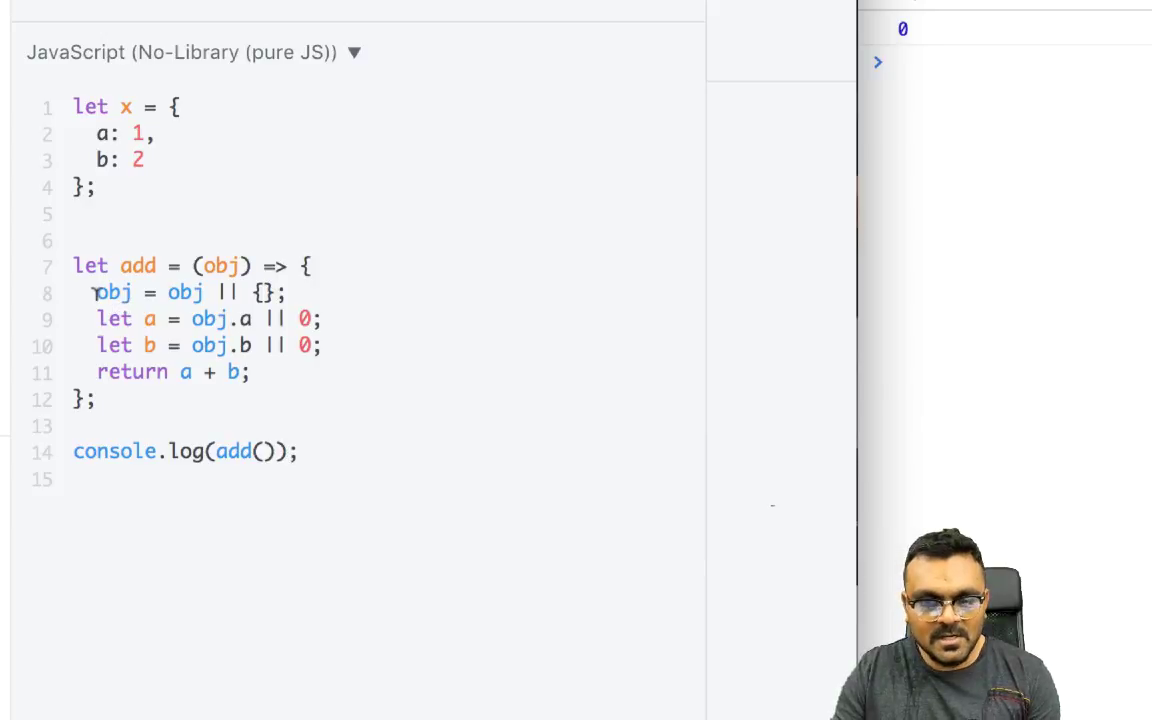 JavaScript (No-Library (pure JS)) ▼
1 let x = {
2 a: 1,
3 b: 2
4 };
5
6
7 let add = (obj) => {
8 obj = obj || {};
9 let a = obj.a || 0;
10 let b = obj.b || 0;
11 return a + b;
12 };
13
14 console.log(add());
15
0
>